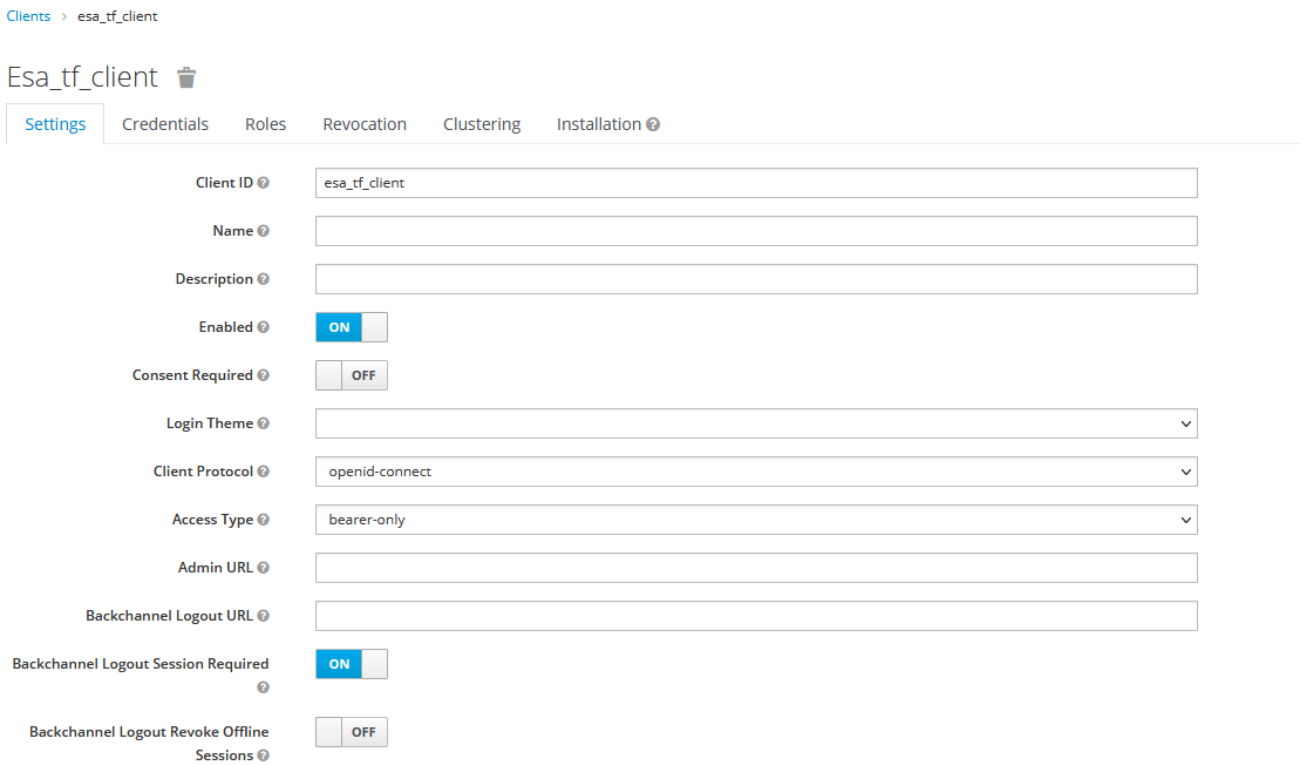 Clients > esa_tf_client
Esa_tf_client
Settings Credentials Roles Revocation Clustering Installation
Client ID esa_tf_client
Name
Description
Enabled ON
Consent Required OFF
Login Theme
Client Protocol openid-connect
Access Type bearer-only
Admin URL
Backchannel Logout URL
Backchannel Logout Session Required ON
Backchannel Logout Revoke Offline OFF
Sessions